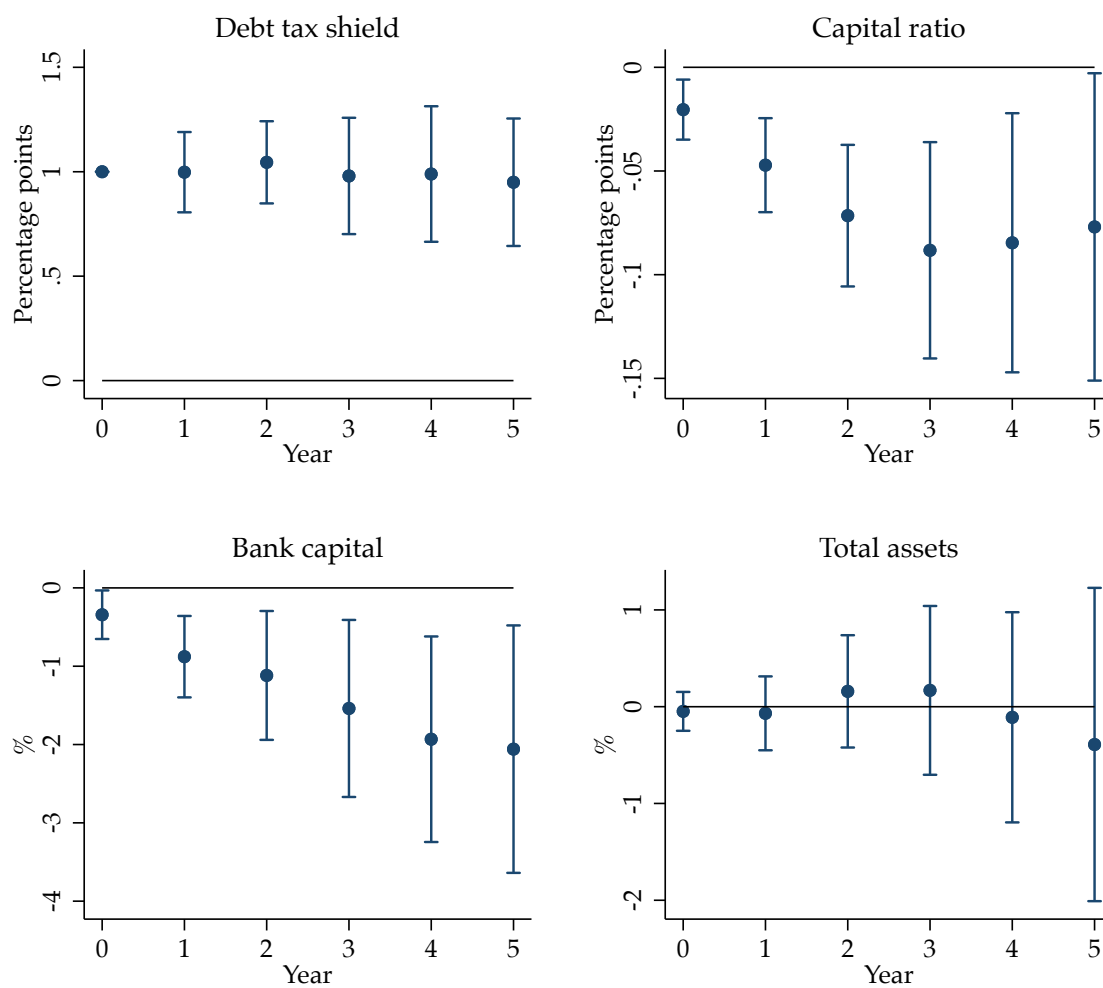 Debt tax shield
Percentage points
1.5
1
.5
0
0 1 2 3 4 5
Year
Capital ratio
Percentage points
0
-.05
-.1
-.15
0 1 2 3 4 5
Year
Bank capital
%
0
-1
-2
-3
-4
0 1 2 3 4 5
Year
Total assets
%
1
0
-1
-2
0 1 2 3 4 5
Year